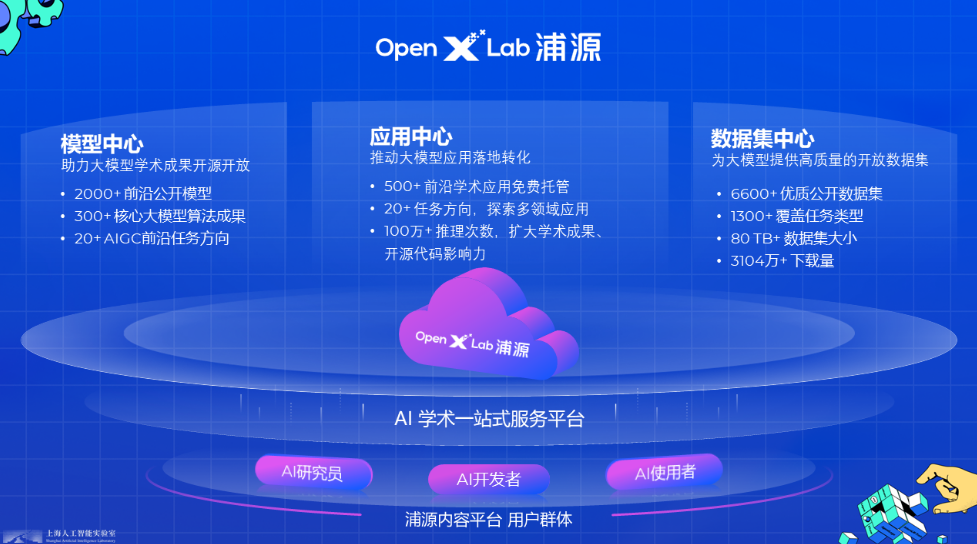 Open X Lab 浦源
模型中心
助力大模型学术成果开源开放
• 2000+ 前沿公开模型
• 300+ 核心大模型算法成果
• 20+ AIGC前沿任务方向
应用中心
推动大模型应用落地转化
• 500+ 前沿学术应用免费托管
• 20+ 任务方向，探索多领域应用
• 100万+ 推理次数，扩大学术成果、
开源代码影响力
数据集中心
为大模型提供高质量的开放数据集
• 6600+ 优质公开数据集
• 1300+ 覆盖任务类型
• 80 TB+ 数据集大小
• 3104万+ 下载量
Open X Lab 浦源
AI 学术一站式服务平台
AI研究员
AI开发者
AI使用者
浦源内容平台 用户群体
上海人工智能实验室
Shanghai Artificial Intelligence Laboratory